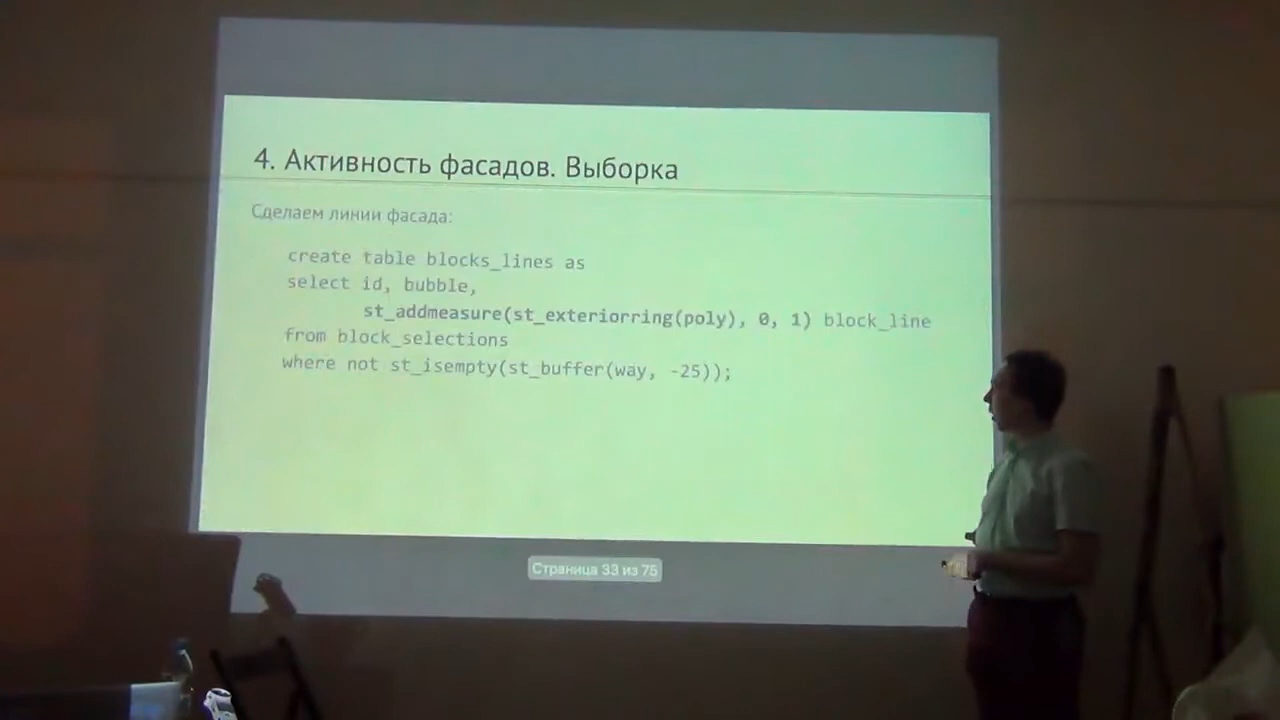 4. Активность фасадов. Выборка
Сделаем линии фасада:
create table blocks_lines as
select id, bubble,
st_addmeasure(st_exteriorring(poly), 0, 1) block_line
from block_selections
where not st_isempty(st_buffer(way, -25));
Страница 33 из 75